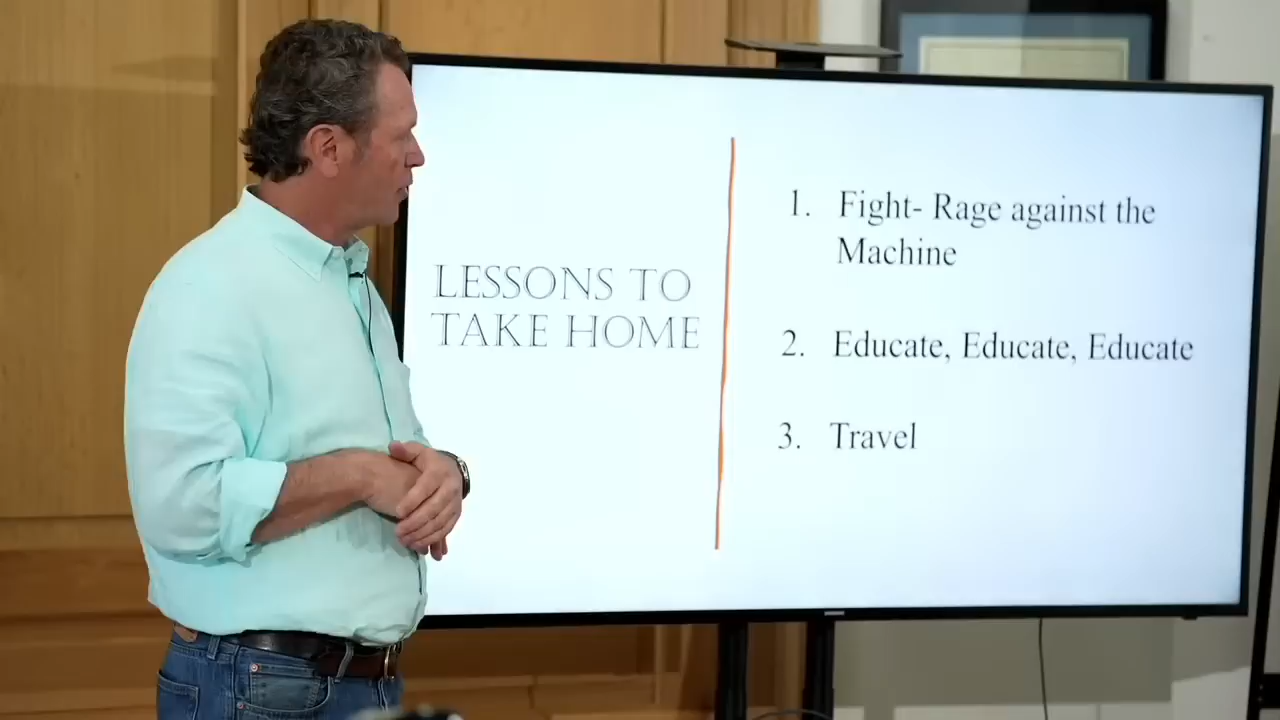 LESSONS TO
TAKE HOME
1. Fight- Rage against the
Machine
2. Educate, Educate, Educate
3. Travel